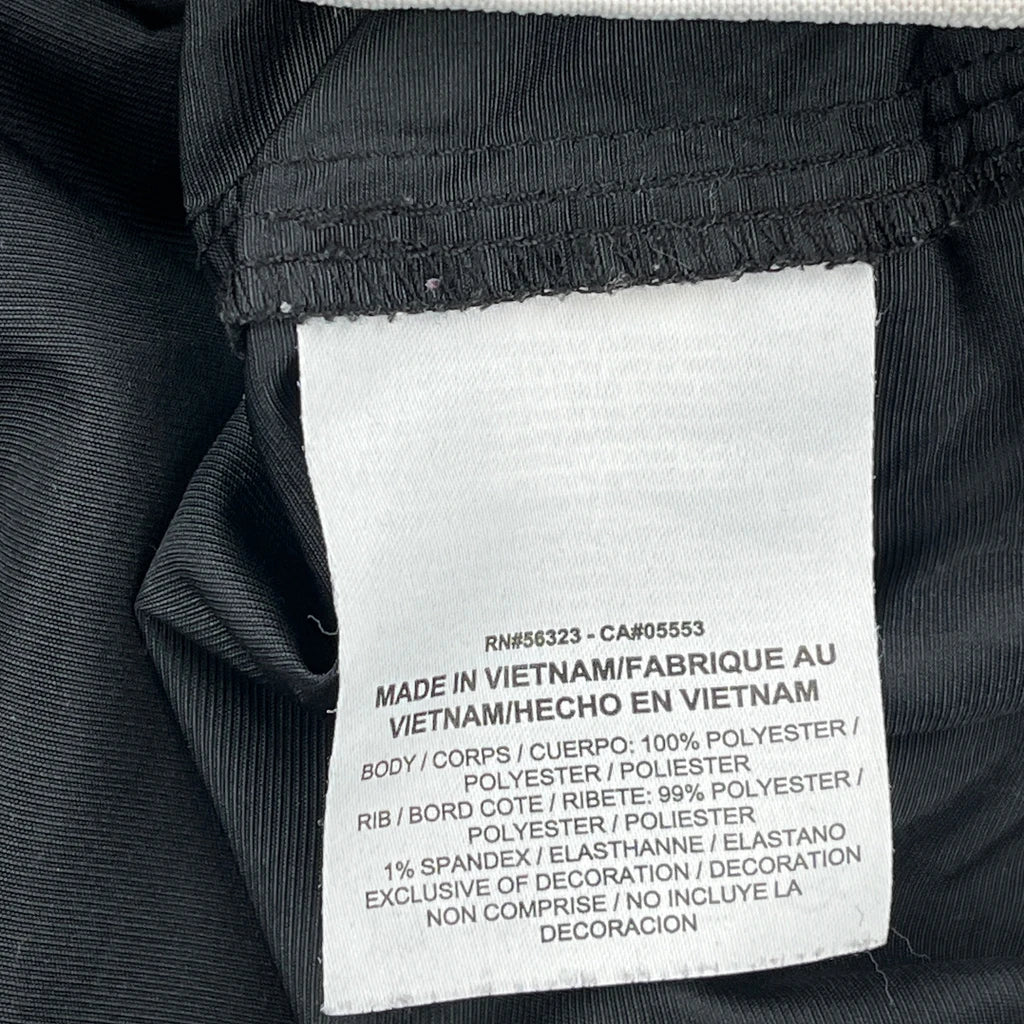 RN#56323 - CA#05553
MADE IN VIETNAM/FABRIQUE AU
VIETNAM/HECHO EN VIETNAM
BODY / CORPS / CUERPO: 100% POLYESTER /
POLYESTER / POLIESTER
RIB / BORD COTE / RIBETE: 99% POLYESTER /
POLYESTER / POLIESTER
1% SPANDEX / ELASTHANNE / ELASTANO
EXCLUSIVE OF DECORATION / DECORATION
NON COMPRISE / NO INCLUYE LA
DECORACION